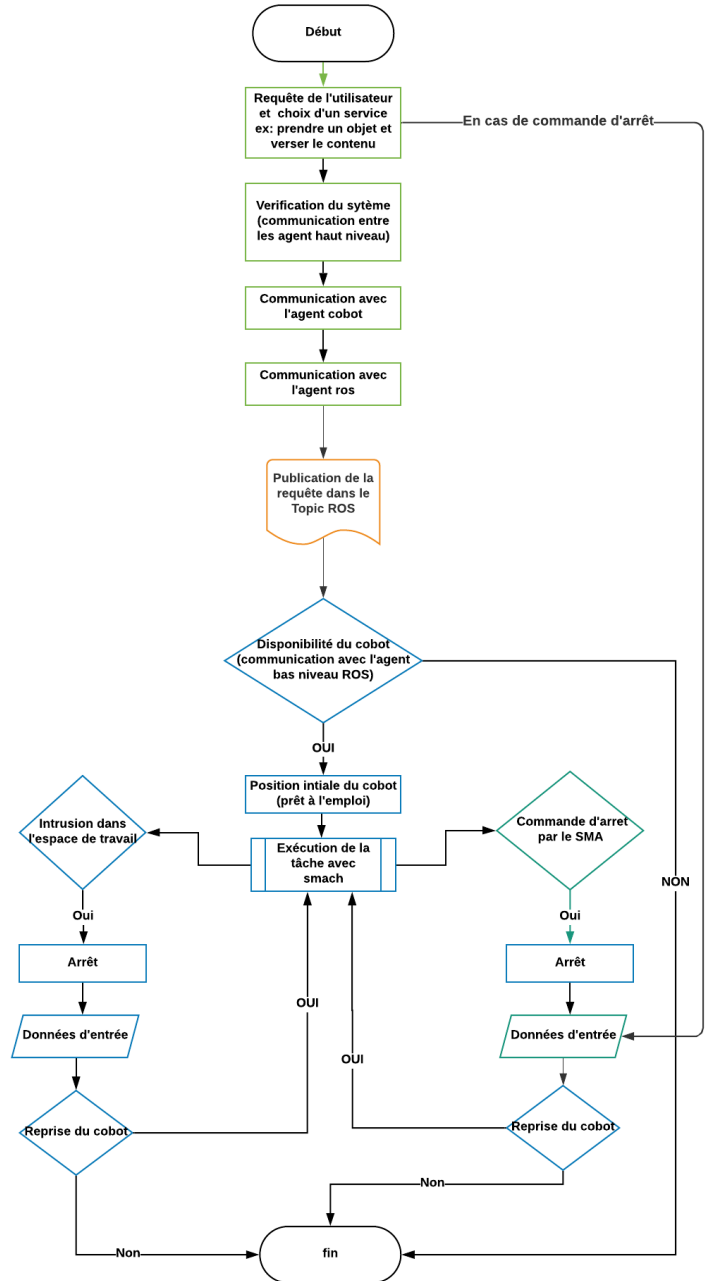 Début
Requête de l'utilisateur
et choix d'un service
ex: prendre un objet et
verser le contenu
En cas de commande d'arrêt
Verification du sytème
(communication entre
les agent haut niveau)
Communication avec
l'agent cobot
Communication avec
l'agent ros
Publication de la
requête dans le
Topic ROS
Disponibilité du cobot
(communication avec l'agent
bas niveau ROS)
OUI
Position intiale du cobot
(prêt à l'emploi)
Intrusion dans
l'espace de travail
Exécution de la
tâche avec
smach
Commande d'arret
par le SMA
NON
Oui
Oui
Arrêt
Arrêt
OUI
Données d'entrée
Données d'entrée
OUI
Reprise du cobot
Reprise du cobot
Non
Non
fin